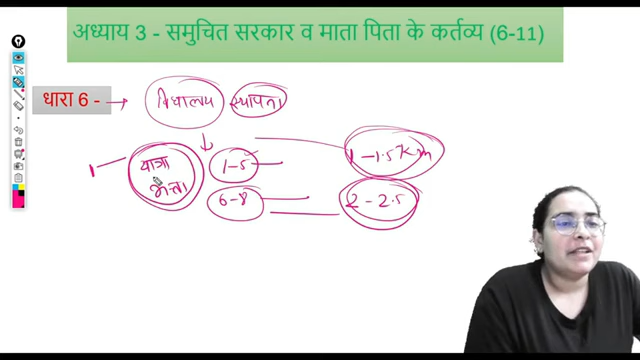 अध्याय 3 - समुचित सरकार व माता पिता के कर्तव्य (6-11)
धारा 6 - → विघालय स्थापना
1 — यात्रा भत्ता
1-5 — 1-1.5 Km
6-8 — 2-2.5